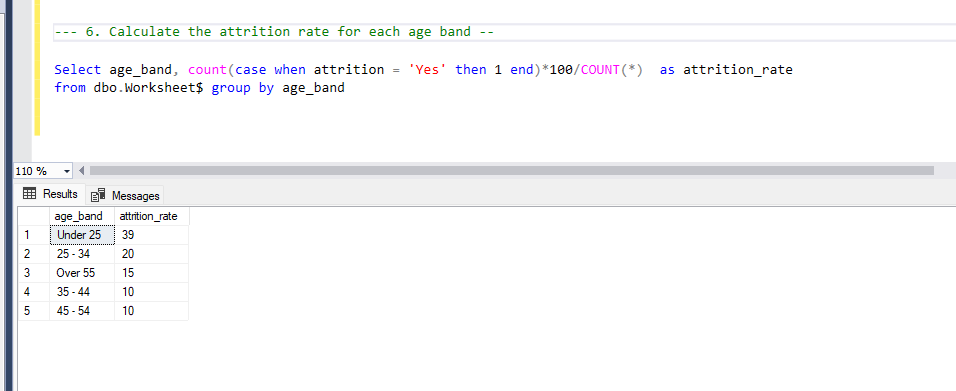 --- 6. Calculate the attrition rate for each age band --
Select age_band, count(case when attrition = 'Yes' then 1 end)*100/COUNT(*)  as attrition_rate
from dbo.Worksheet$ group by age_band
110 %
Results Messages
age_band attrition_rate
1 Under 25 39
2 25 - 34 20
3 Over 55 15
4 35 - 44 10
5 45 - 54 10